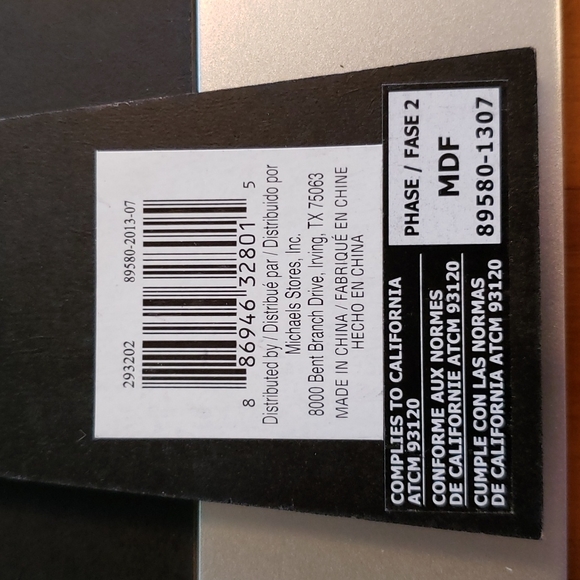 293202 89580-2013-07
8 86946 32801 5
Distributed by / Distribué par / Distribuido por
Michaels Stores, Inc.
8000 Bent Branch Drive, Irving, TX 75063
MADE IN CHINA / FABRIQUÉ EN CHINE
HECHO EN CHINA
COMPLIES TO CALIFORNIA
ATCM 93120
CONFORME AUX NORMES
DE CALIFORNIE ATCM 93120
CUMPLE CON LAS NORMAS
DE CALIFORNIA ATCM 93120
PHASE / FASE 2
MDF
89580-1307